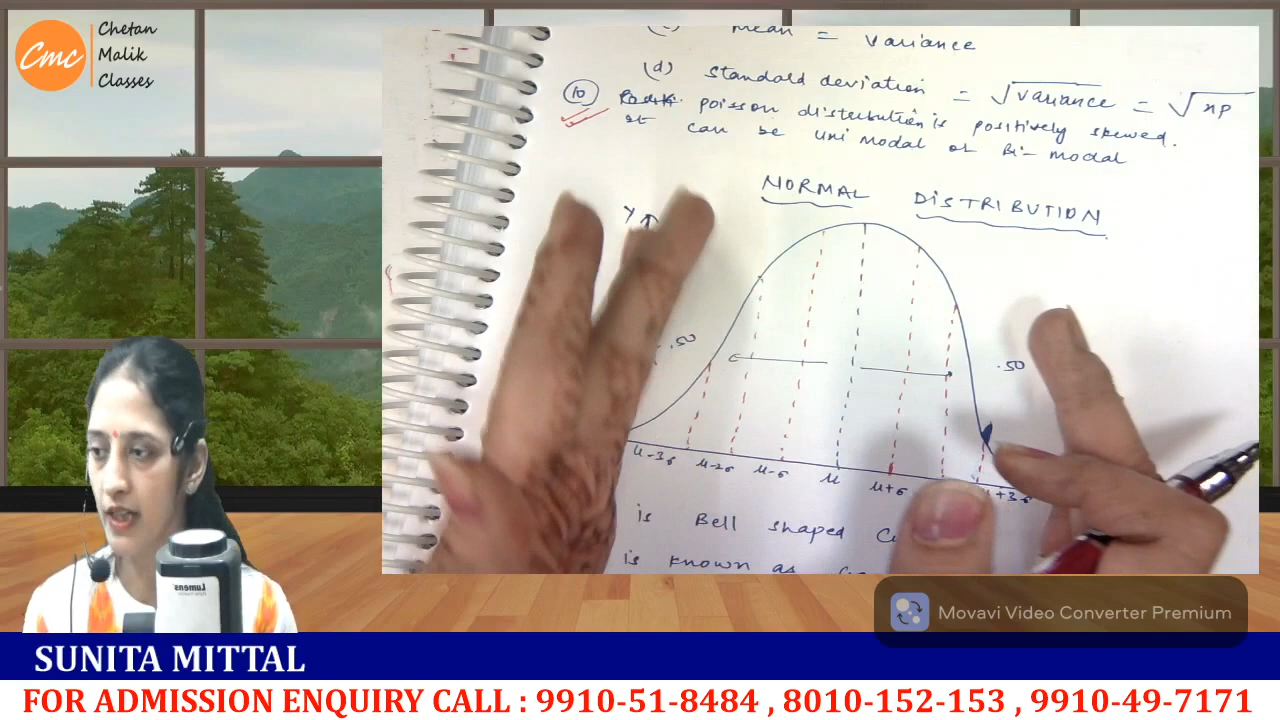 Cmc
Chetan
Malik
Classes
mean = variance
(d) standard deviation = √variance = √np
(10) poisson distribution is positively skewed.
It can be uni modal or Bi-modal
NORMAL DISTRIBUTION
Y
.50
.50
μ-3σ μ-2σ μ-σ μ μ+σ +3σ
is Bell shaped
is known as
Lumens
Movavi Video Converter Premium
SUNITA MITTAL
FOR ADMISSION ENQUIRY CALL : 9910-51-8484 , 8010-152-153 , 9910-49-7171